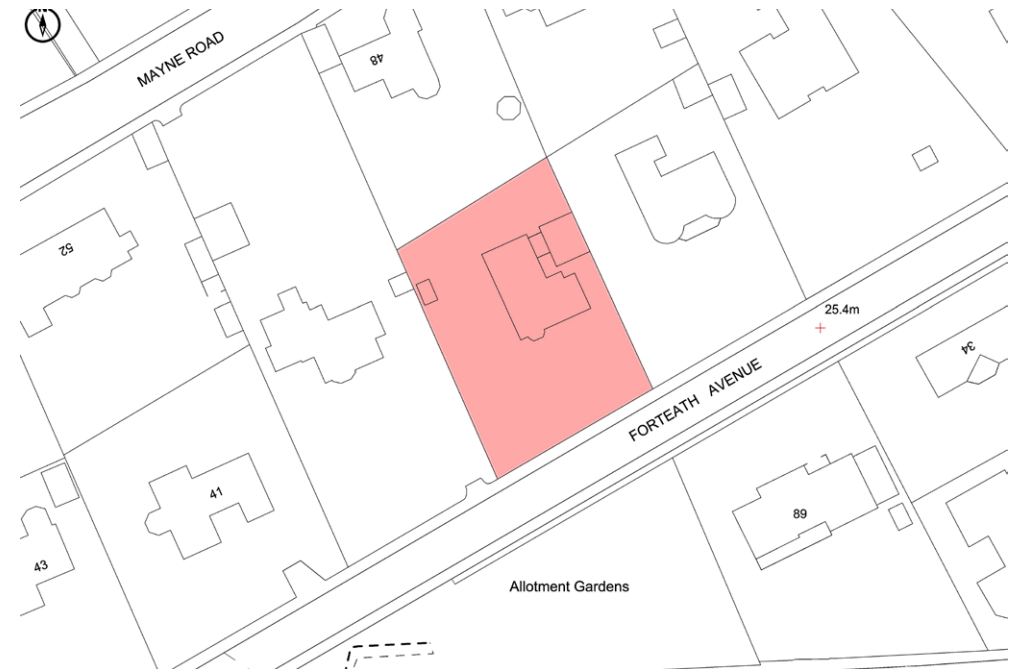 MAYNE ROAD
48
52
25.4m
34
FORTEATH AVENUE
41
89
43
Allotment Gardens